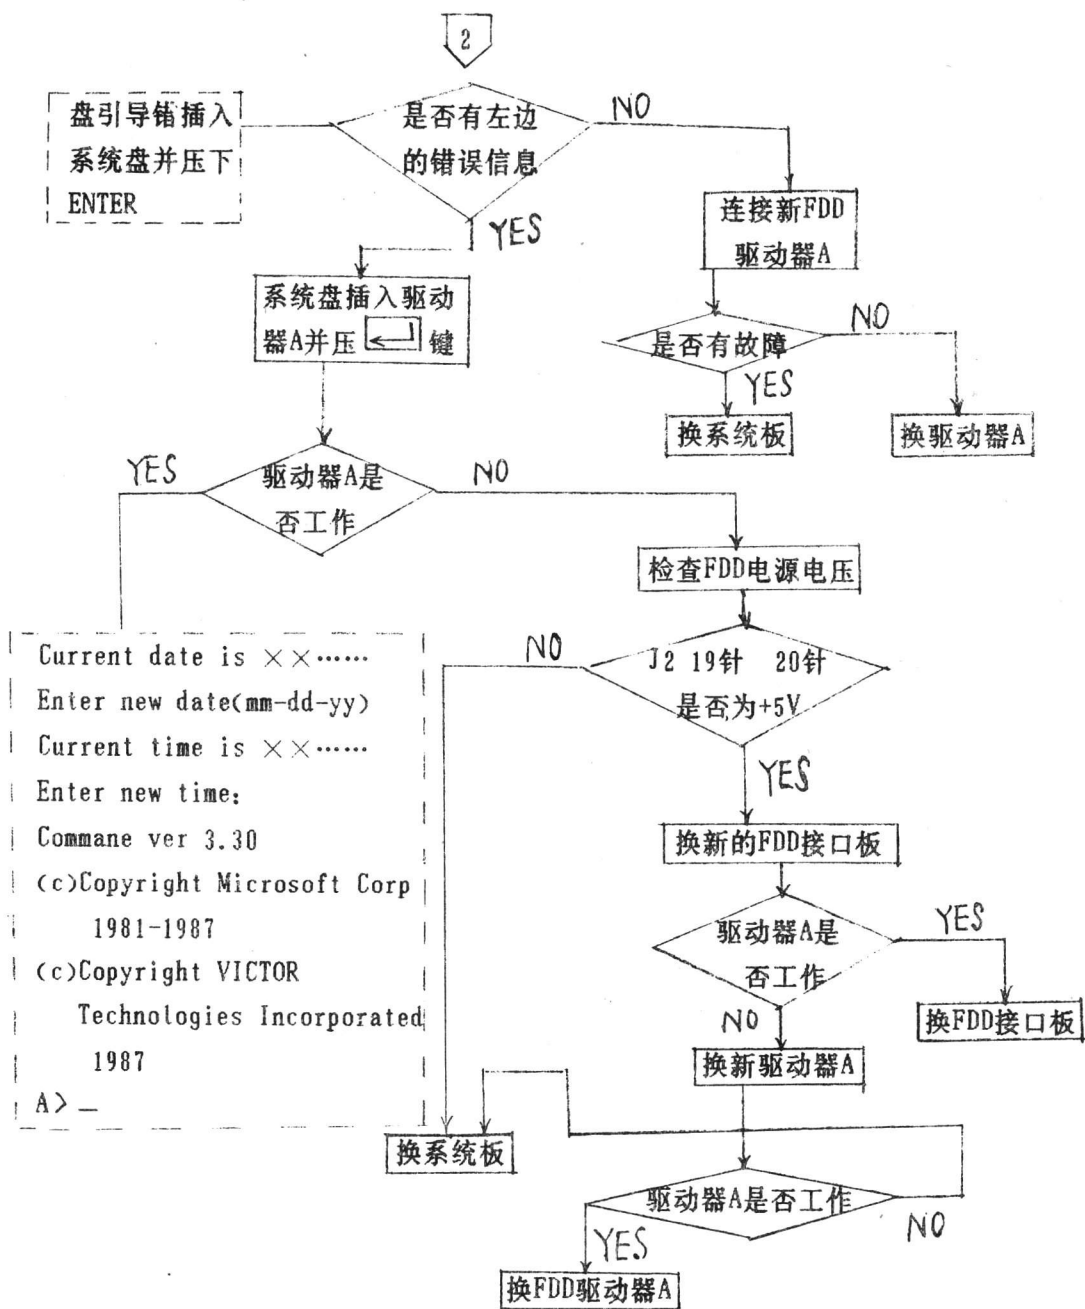 2
盘引导错插入
系统盘并压下
ENTER
是否有左边
的错误信息
NO
YES
连接新FDD
驱动器A
系统盘插入驱动
器A并压
键
是否有故障
NO
YES
换系统板
换驱动器A
YES
驱动器A是
否工作
NO
检查FDD电源电压
Current date is ××……
Enter new date(mm-dd-yy)
Current time is ××……
Enter new time:
Commane ver 3.30
(c)Copyright Microsoft Corp
1981-1987
(c)Copyright VICTOR
Technologies Incorporated
1987
A> _
NO
J2 19针 20针
是否为+5V
YES
换新的FDD接口板
驱动器A是
否工作
YES
NO
换FDD接口板
换新驱动器A
换系统板
驱动器A是否工作
NO
YES
换FDD驱动器A